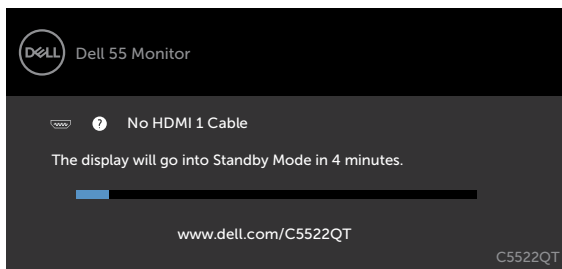 DELL
Dell 55 Monitor
? No HDMI 1 Cable
The display will go into Standby Mode in 4 minutes.
www.dell.com/C5522QT
C5522QT